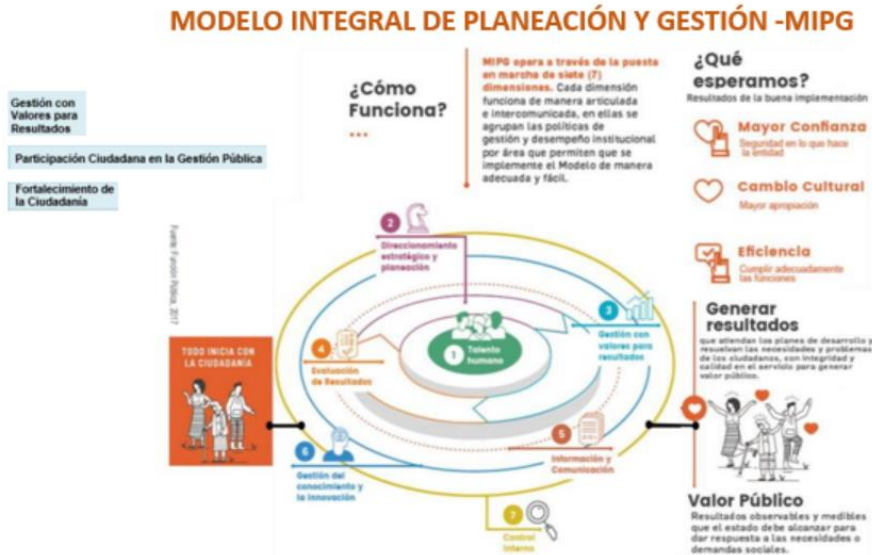 MODELO INTEGRAL DE PLANEACIÓN Y GESTIÓN -MIPG
Gestión con
Valores para
Resultados
Participación Ciudadana en la Gestión Pública
Fortalecimiento de
la Ciudadanía
¿Cómo
Funciona?
MIPG opera a través de la puesta
en marcha de siete (7)
dimensiones. Cada dimensión
funciona de manera articulada
e intercomunicada, en ellas se
agrupan las políticas de
gestión y desempeño institucional
por área que permiten que se
implemente el Modelo de manera
adecuada y fácil.
¿Qué
esperamos?
Resultados de la buena implementación
Mayor Confianza
Seguridad en lo que hace
la entidad
Cambio Cultural
Mayor apropiación
Eficiencia
Cumplir adecuadamente
las funciones
Fuente: Función Pública, 2017
TODO INICIA CON
LA CIUDADANÍA
2
Direccionamiento
estratégico y
planeación
3
Gestión con
valores para
resultados
1
Talento
humano
4
Evaluación
de Resultados
5
Información y
Comunicación
6
Gestión del
conocimiento y
la innovación
7
Control
Interno
Generar
resultados
que atiendan los planes de desarrollo y
resuelvan las necesidades y problemas
de los ciudadanos, con integridad y
calidad en el servicio para generar
valor público.
Valor Público
Resultados observables y medibles
que el estado debe alcanzar para
dar respuesta a las necesidades o
demandas sociales.